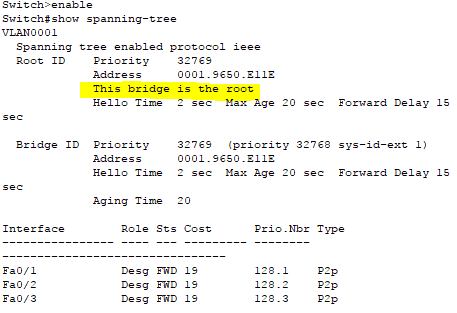 Switch>enable
Switch#show spanning-tree
VLAN0001
  Spanning tree enabled protocol ieee
  Root ID    Priority    32769
             Address     0001.9650.E11E
             This bridge is the root
             Hello Time  2 sec  Max Age 20 sec  Forward Delay 15
sec

  Bridge ID  Priority    32769  (priority 32768 sys-id-ext 1)
             Address     0001.9650.E11E
             Hello Time  2 sec  Max Age 20 sec  Forward Delay 15
sec
             Aging Time  20

Interface        Role Sts Cost      Prio.Nbr Type
---------------- ---- --- --------- --------
--------------------------------
Fa0/1            Desg FWD 19        128.1    P2p
Fa0/2            Desg FWD 19        128.2    P2p
Fa0/3            Desg FWD 19        128.3    P2p